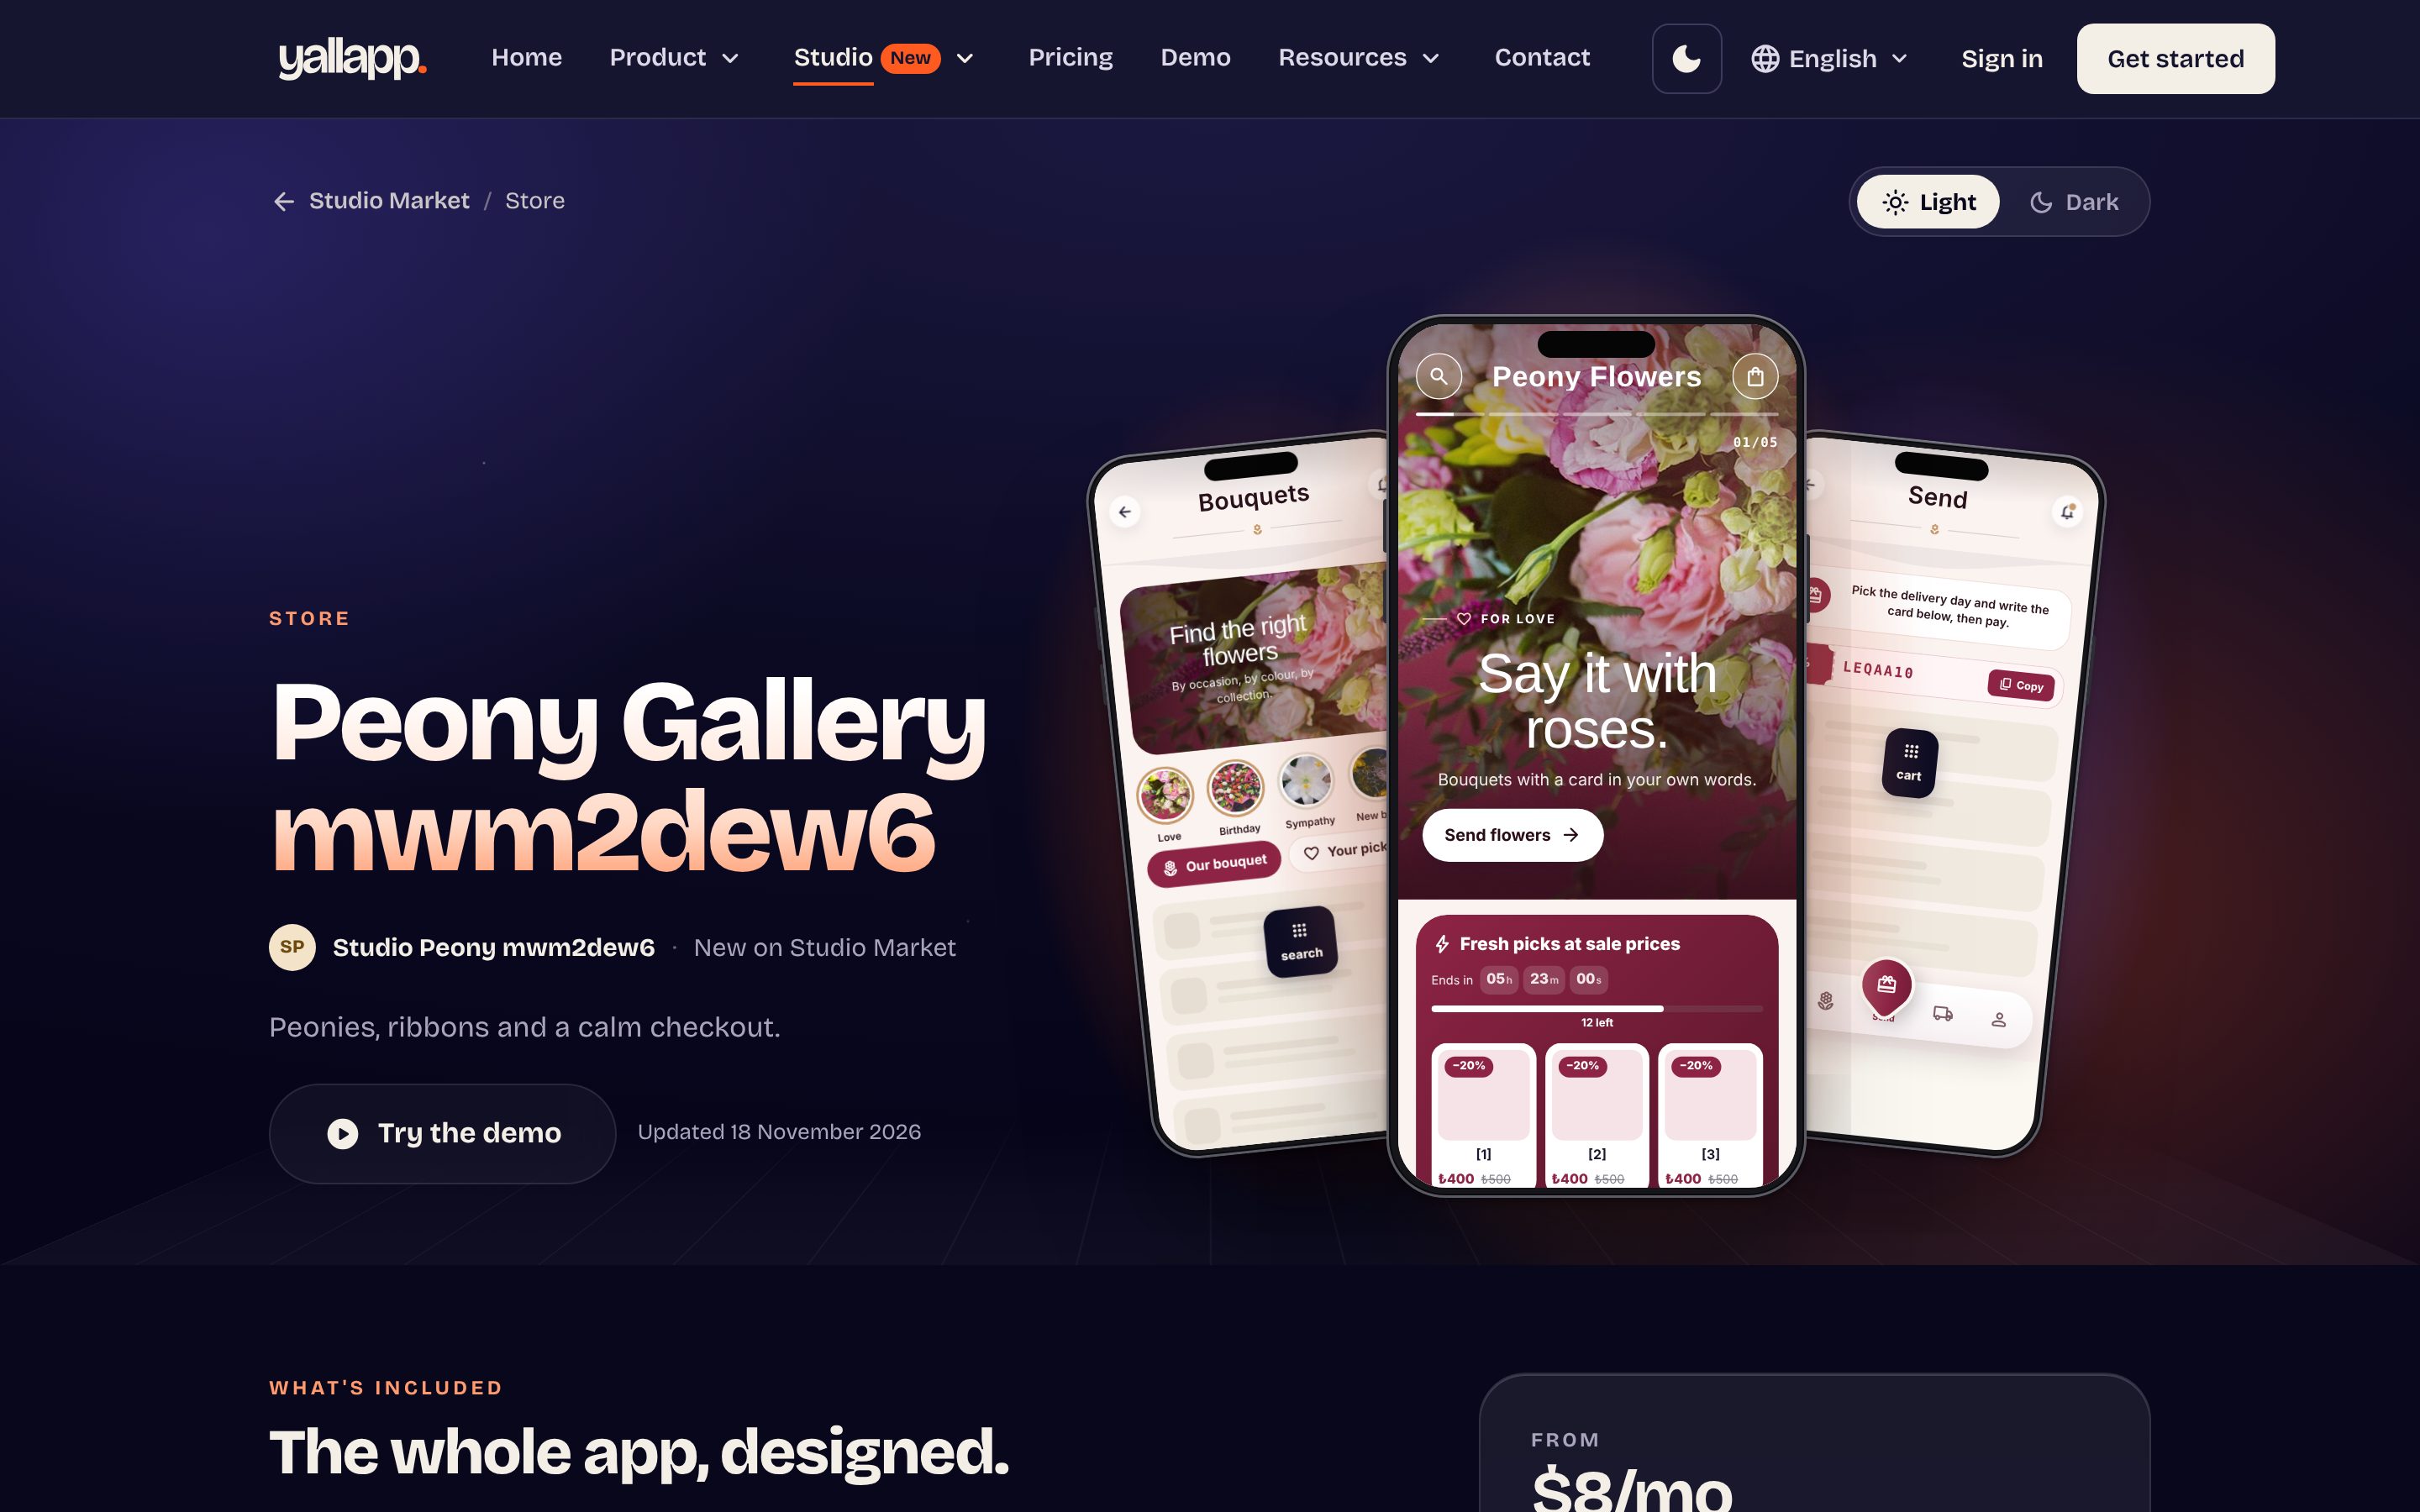 yallapp.
Home
Product
Studio New
Pricing
Demo
Resources
Contact
English
Sign in
Get started
Studio Market / Store
Light
Dark
STORE
Peony Gallery
mwm2dew6
SP Studio Peony mwm2dew6 · New on Studio Market
Peonies, ribbons and a calm checkout.
Try the demo
Updated 18 November 2026
Bouquets
Find the right
flowers
By occasion, by colour, by
collection.
Love
Birthday
Sympathy
Our bouquet
search
Peony Flowers
01/05
FOR LOVE
Say it with
roses.
Bouquets with a card in your own words.
Send flowers
Fresh picks at sale prices
Ends in 05h 23m 00s
12 left
−20%
−20%
−20%
[1]
[2]
[3]
₺400 ₺500
₺400 ₺500
₺400 ₺500
Send
Pick the delivery day and write the
card below, then pay.
LEQAA10
Copy
cart
WHAT'S INCLUDED
The whole app, designed.
FROM
$8/mo